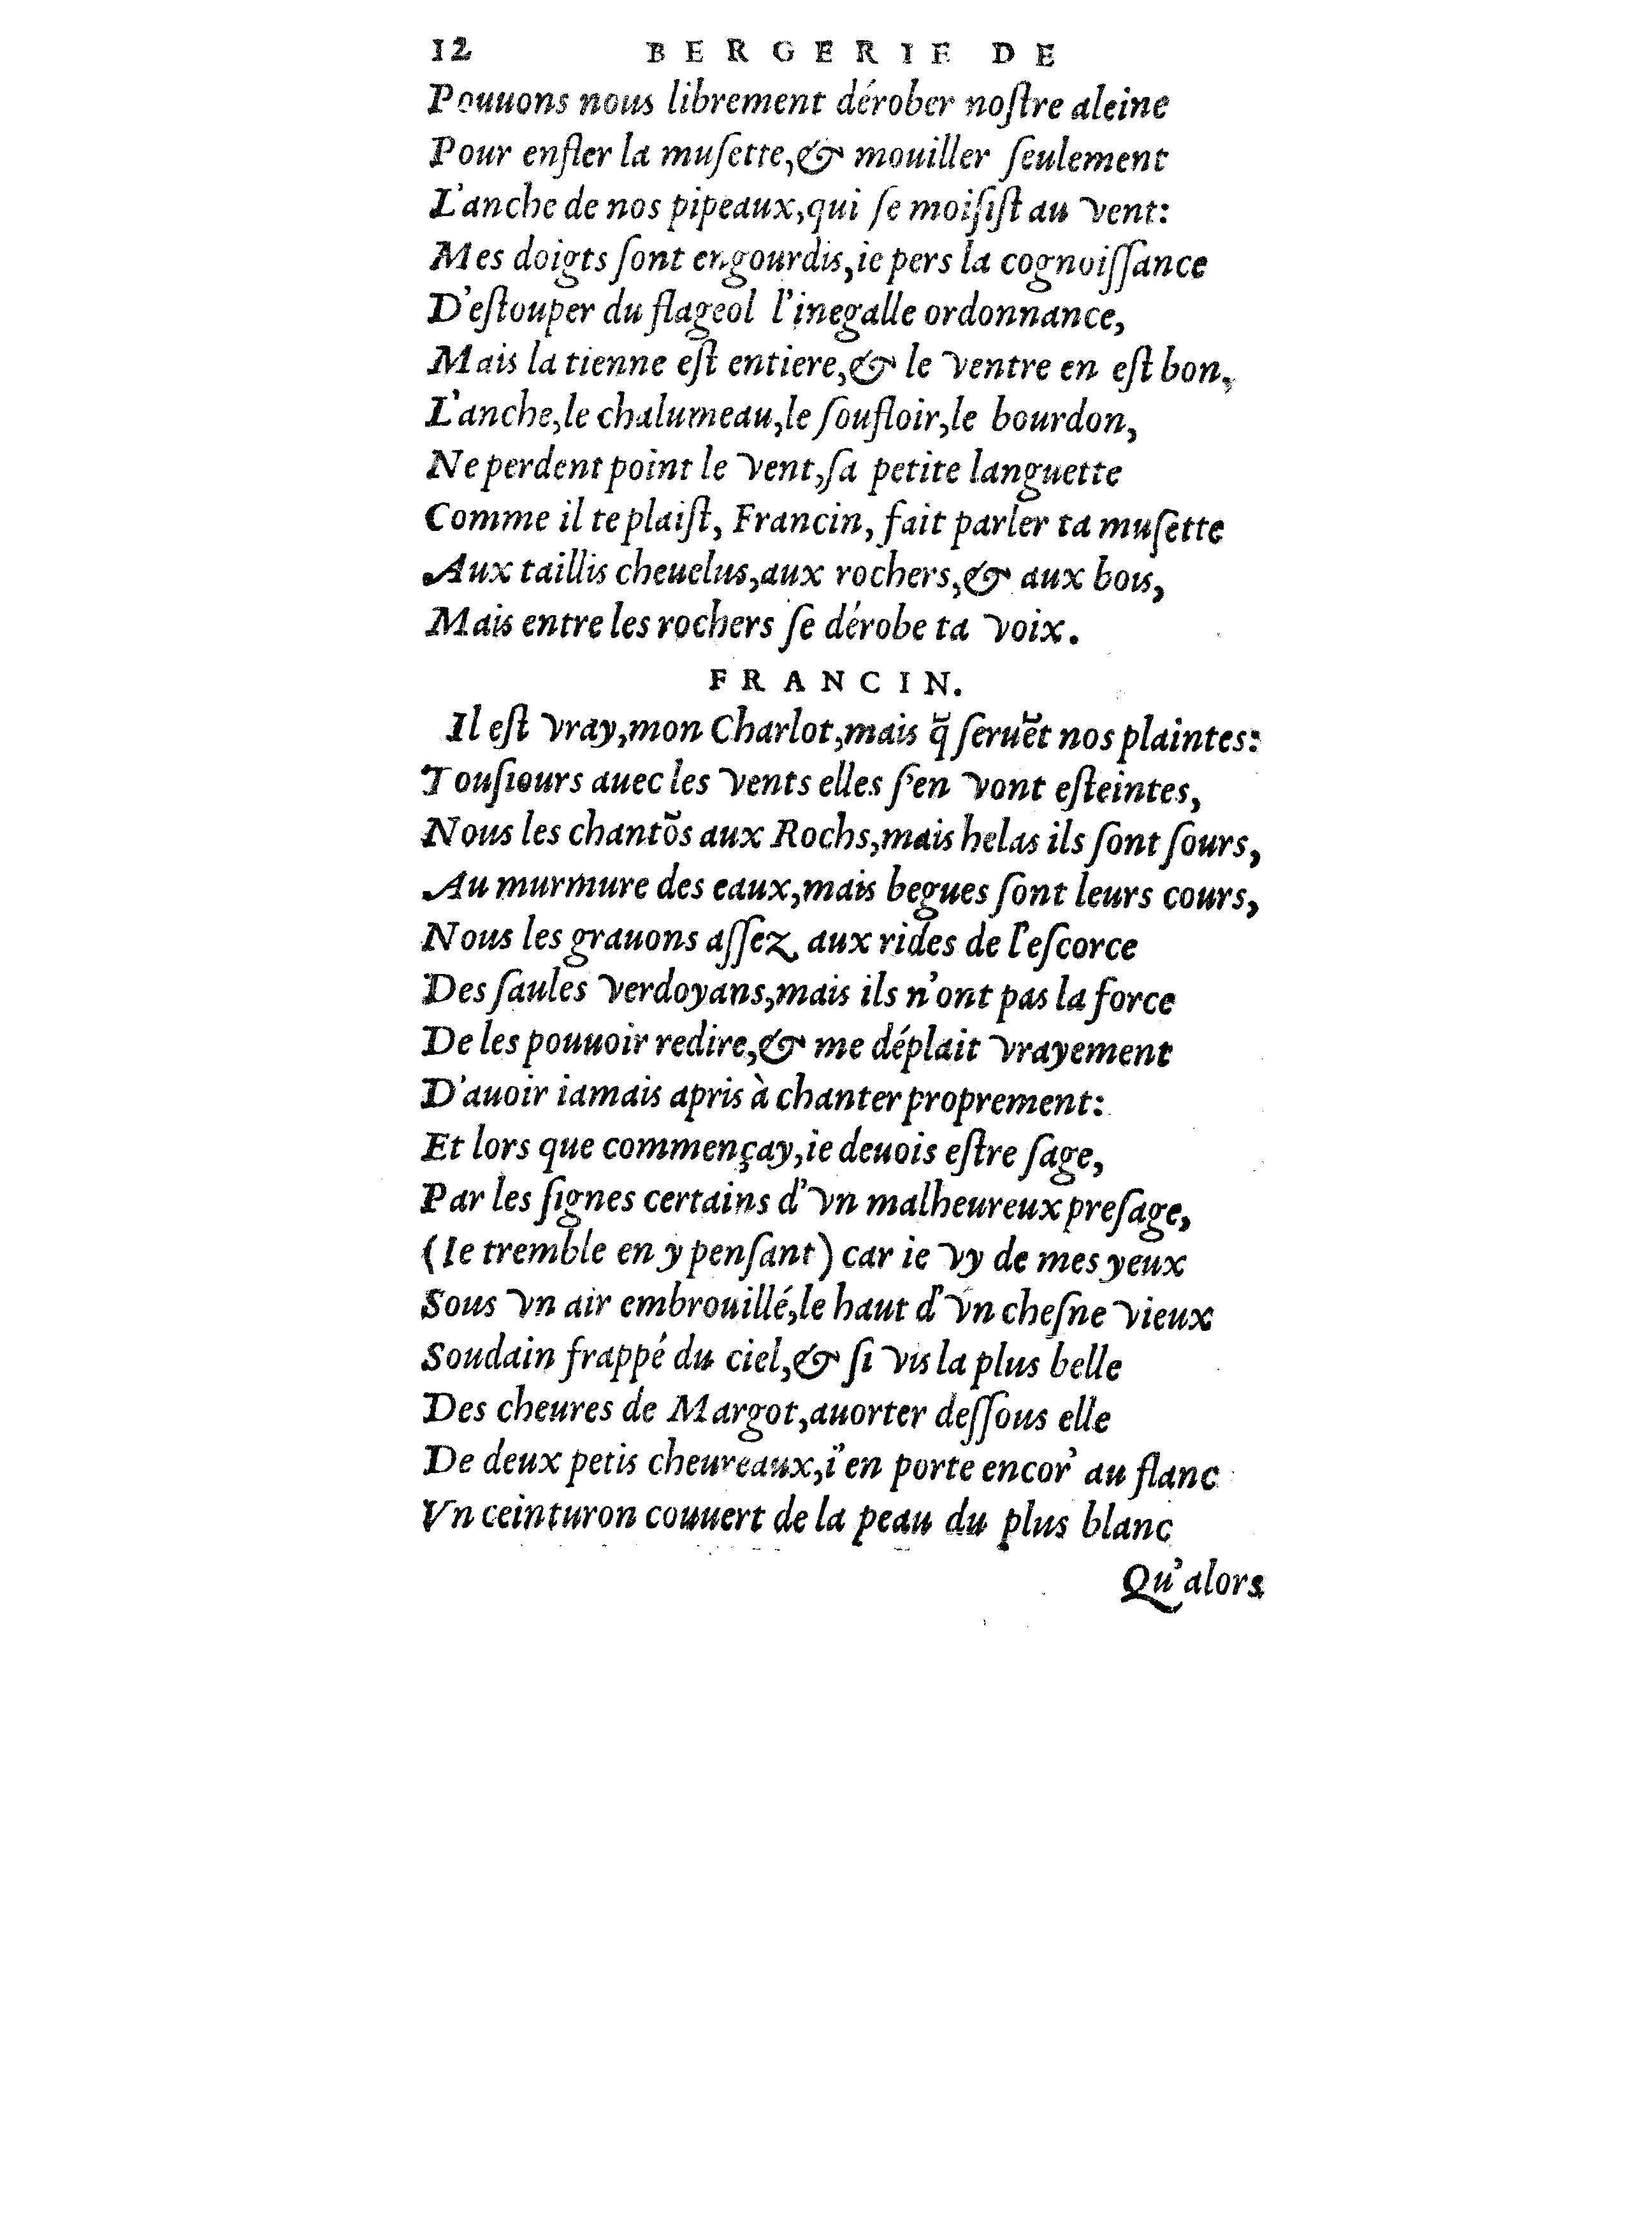 12 BERGERIE DE
Pouuons nous librement dérober noſtre aleine
Pour enfler la muſette,& mouiller ſeulement
L'anche de nos pipeaux,qui ſe moiſiſt au vent:
Mes doigts ſont engourdis,ie pers la cognoiſſance
D'eſtouper du flageol l'inegalle ordonnance,
Mais la tienne eſt entiere,& le ventre en eſt bon,
L'anche,le chalumeau,le ſoufloir,le bourdon,
Ne perdent point le vent,ſa petite languette
Comme il te plaiſt, Francin, fait parler ta muſette
Aux taillis cheuelus,aux rochers,& aux bois,
Mais entre les rochers ſe dérobe ta voix.
FRANCIN.
Il eſt vray,mon Charlot,mais q̃ ſeruẽt nos plaintes:
Touſiours auec les vents elles ſ'en vont eſteintes,
Nous les chantõs aux Rochs,mais helas ils ſont ſours,
Au murmure des eaux,mais begues ſont leurs cours,
Nous les grauons aſſez aux rides de l'eſcorce
Des ſaules verdoyans,mais ils n'ont pas la force
De les pouuoir redire,& me déplait vrayement
D'auoir iamais apris à chanter proprement:
Et lors que commençay,ie deuois eſtre ſage,
Par les ſignes certains d'vn malheureux preſage,
(Ie tremble en y penſant) car ie vy de mes yeux
Sous vn air embrouillé,le haut d'vn cheſne vieux
Soudain frappé du ciel,& ſi vis la plus belle
Des cheures de Margot,auorter deſſous elle
De deux petis cheureaux,i'en porte encor' au flanc
Vn ceinturon couuert de la peau du plus blanc
Qu'alors